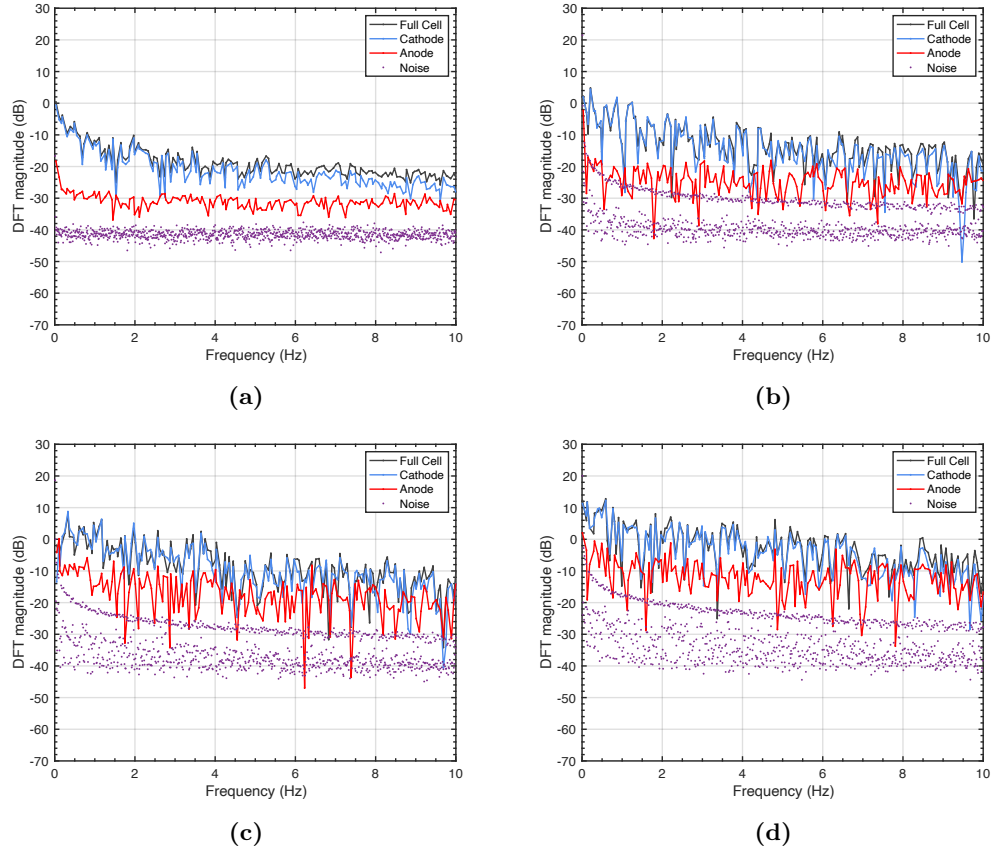 30
20
10
0
-10
-20
-30
-40
-50
-60
-70
DFT magnitude (dB)
0 2 4 6 8 10
Frequency (Hz)
Full Cell
Cathode
Anode
Noise
(a)
30
20
10
0
-10
-20
-30
-40
-50
-60
-70
DFT magnitude (dB)
0 2 4 6 8 10
Frequency (Hz)
Full Cell
Cathode
Anode
Noise
(b)
30
20
10
0
-10
-20
-30
-40
-50
-60
-70
DFT magnitude (dB)
0 2 4 6 8 10
Frequency (Hz)
Full Cell
Cathode
Anode
Noise
(c)
30
20
10
0
-10
-20
-30
-40
-50
-60
-70
DFT magnitude (dB)
0 2 4 6 8 10
Frequency (Hz)
Full Cell
Cathode
Anode
Noise
(d)